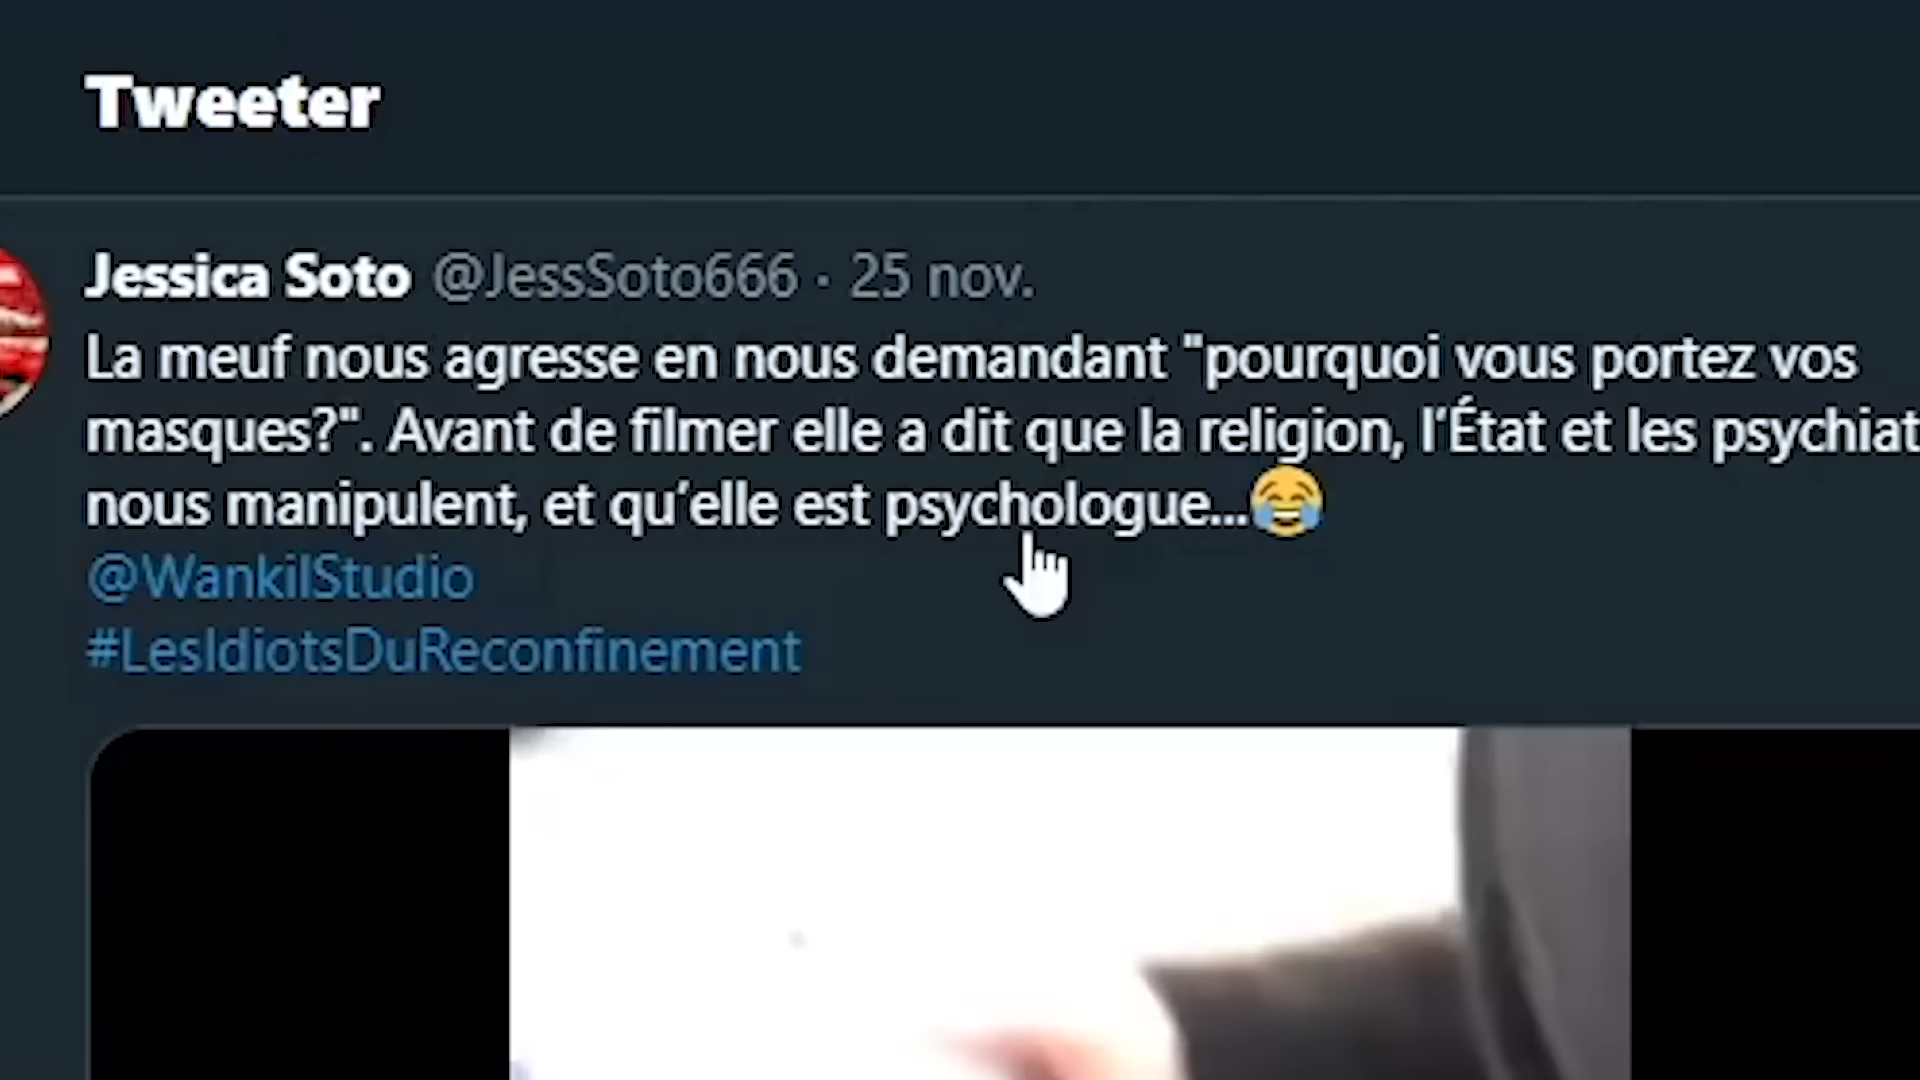 Tweeter
Jessica Soto @JessSoto666 · 25 nov.
La meuf nous agresse en nous demandant "pourquoi vous portez vos
masques?". Avant de filmer elle a dit que la religion, l'État et les psychiat
nous manipulent, et qu'elle est psychologue...😂
@WankilStudio
#LesIdiotsDuReconfinement